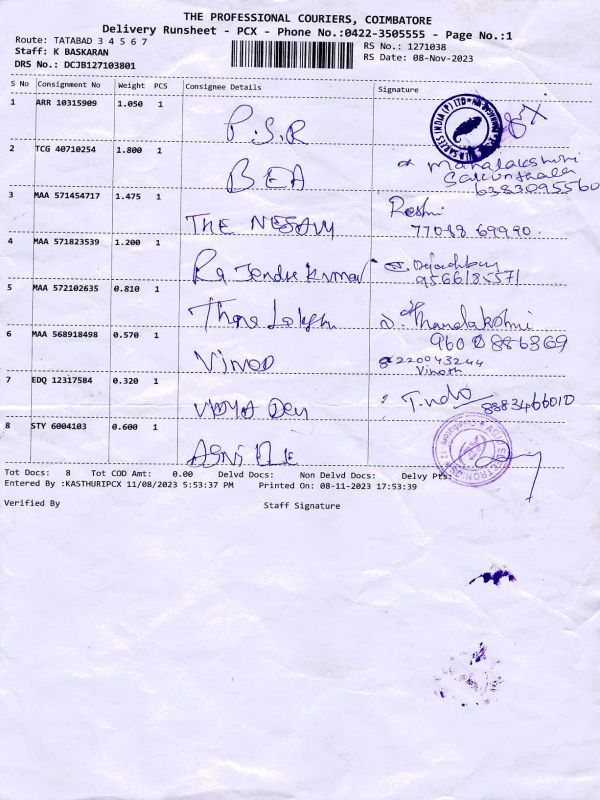 THE PROFESSIONAL COURIERS, COIMBATORE
Delivery Runsheet - PCX - Phone No.:0422-3505555 - Page No.:1
Route: TATABAD 3 4 5 6 7
Staff: K BASKARAN
DRS No.: DCJB127103801
RS No.: 1271038
RS Date: 08-Nov-2023
S No Consignment No Weight PCS Consignee Details Signature
1 ARR 10315909 1.050 1
P.S.R
2 TCG 40710254 1.800 1
BEA
Mahalakshmi
6383095560
3 MAA 571454717 1.475 1
THE NESAM
Reshmi
77088 69990.
4 MAA 571823539 1.200 1
Rajendra Kumar
9566185571
5 MAA 572102635 0.810 1
D. Thanalakshmi
9600886869
6 MAA 568918498 0.570 1
Vinod
8220043244
Vinoth
7 EDQ 12317584 0.320 1
Vidya Devi
T. Indo
8883466010
8 STY 6004103 0.600 1
Tot Docs: 8 Tot COD Amt: 0.00 Delvd Docs: Non Delvd Docs: Delvy Pts:
Entered By :KASTHURIPCX 11/08/2023 5:53:37 PM Printed On: 08-11-2023 17:53:39
Verified By Staff Signature